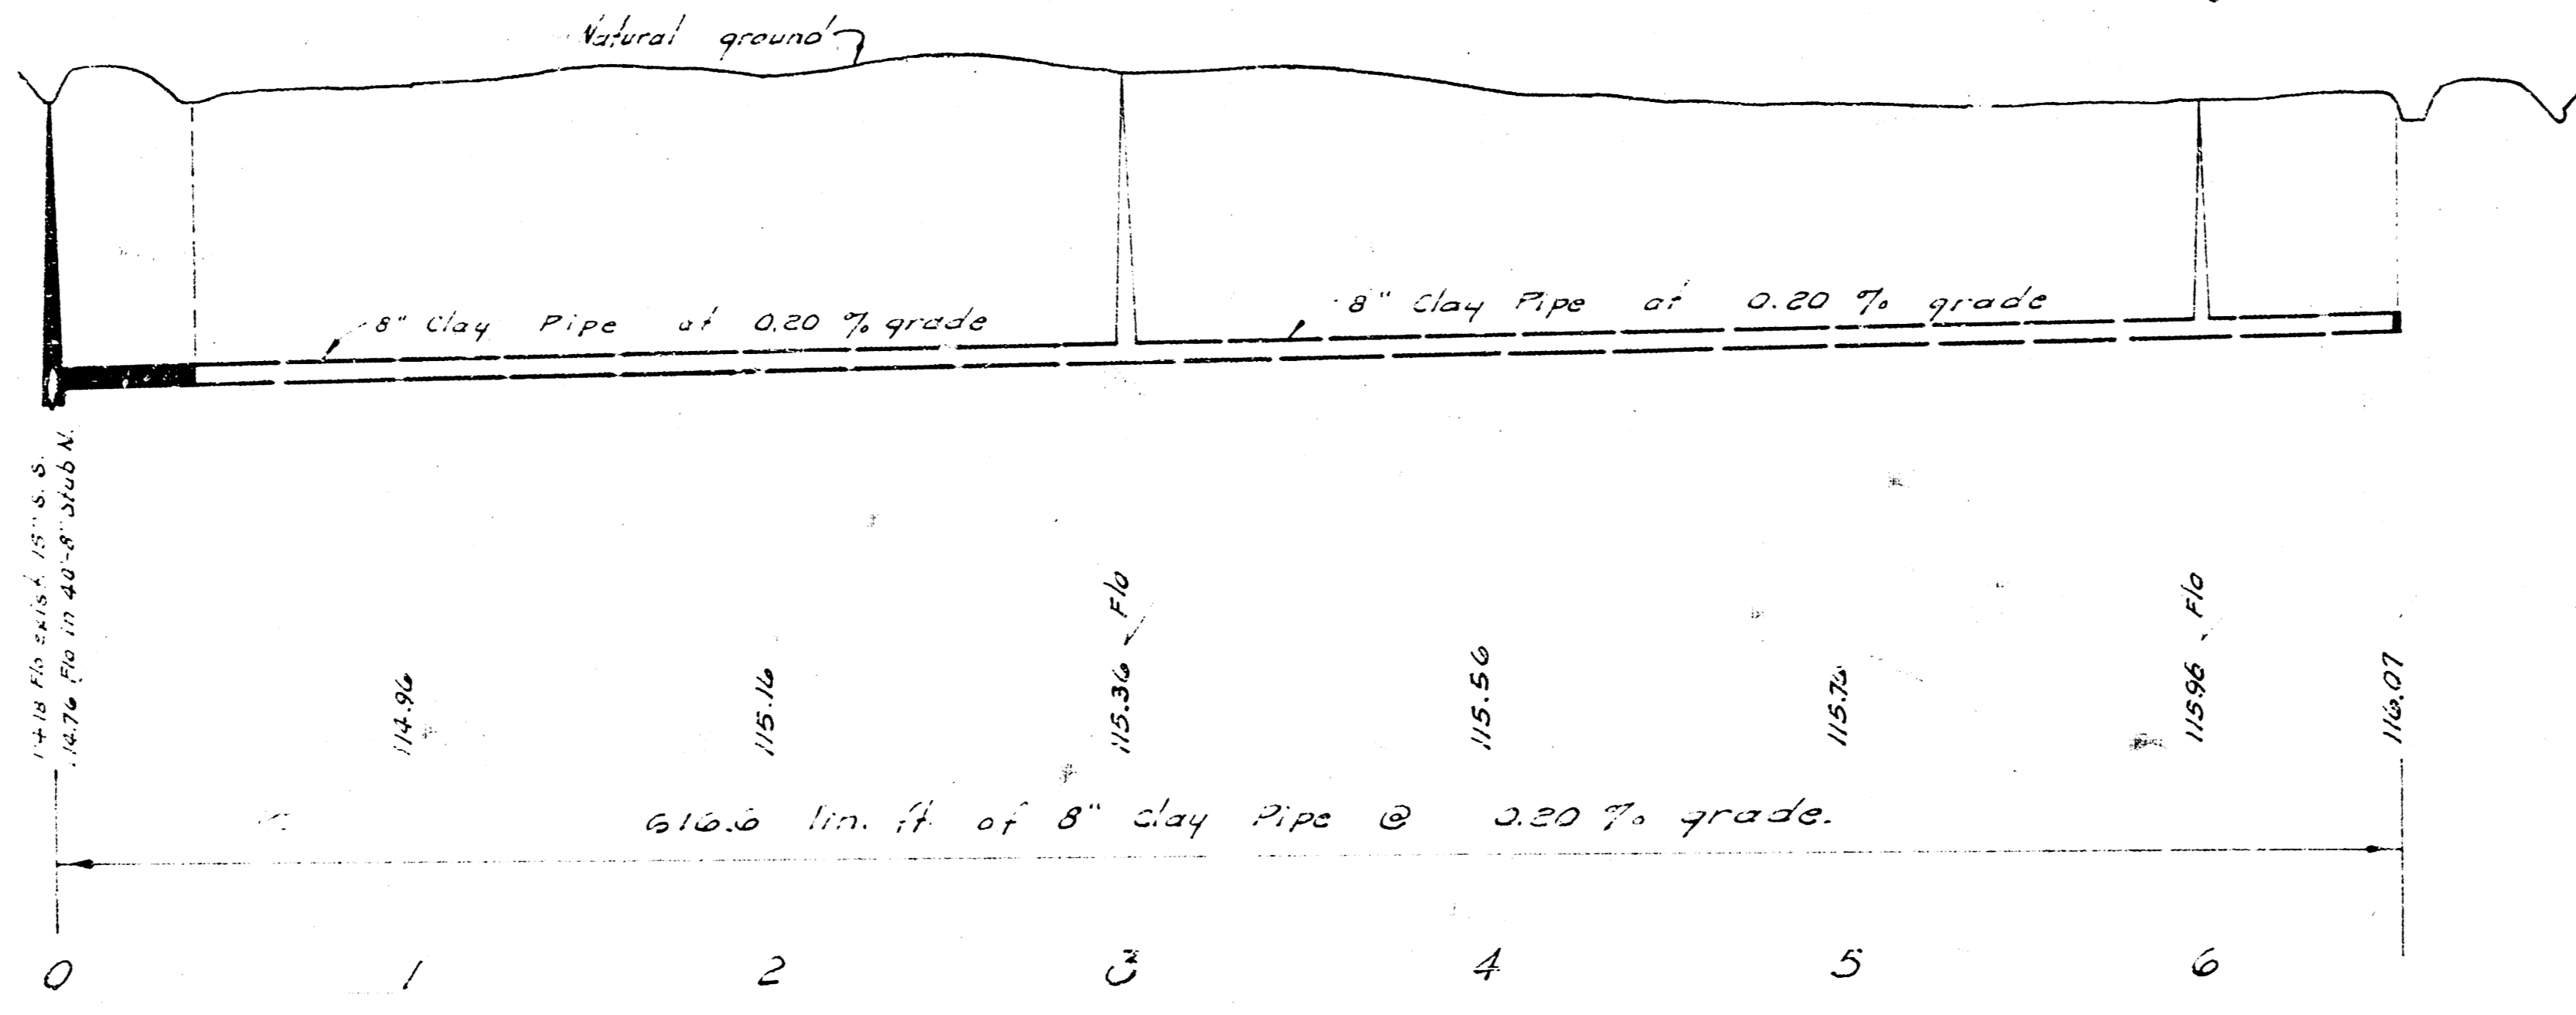 Natural ground
8" Clay Pipe at 0.20 % grade
8" Clay Pipe at 0.20 % grade
114.18 Flo exist. 15" S. S.
114.76 Flo in 40'-8" Stub N.
114.96
115.16
115.36 Flo
115.56
115.76
115.96 Flo
116.07
616.6 lin. ft. of 8" Clay Pipe @ 0.20 % grade.
0 1 2 3 4 5 6